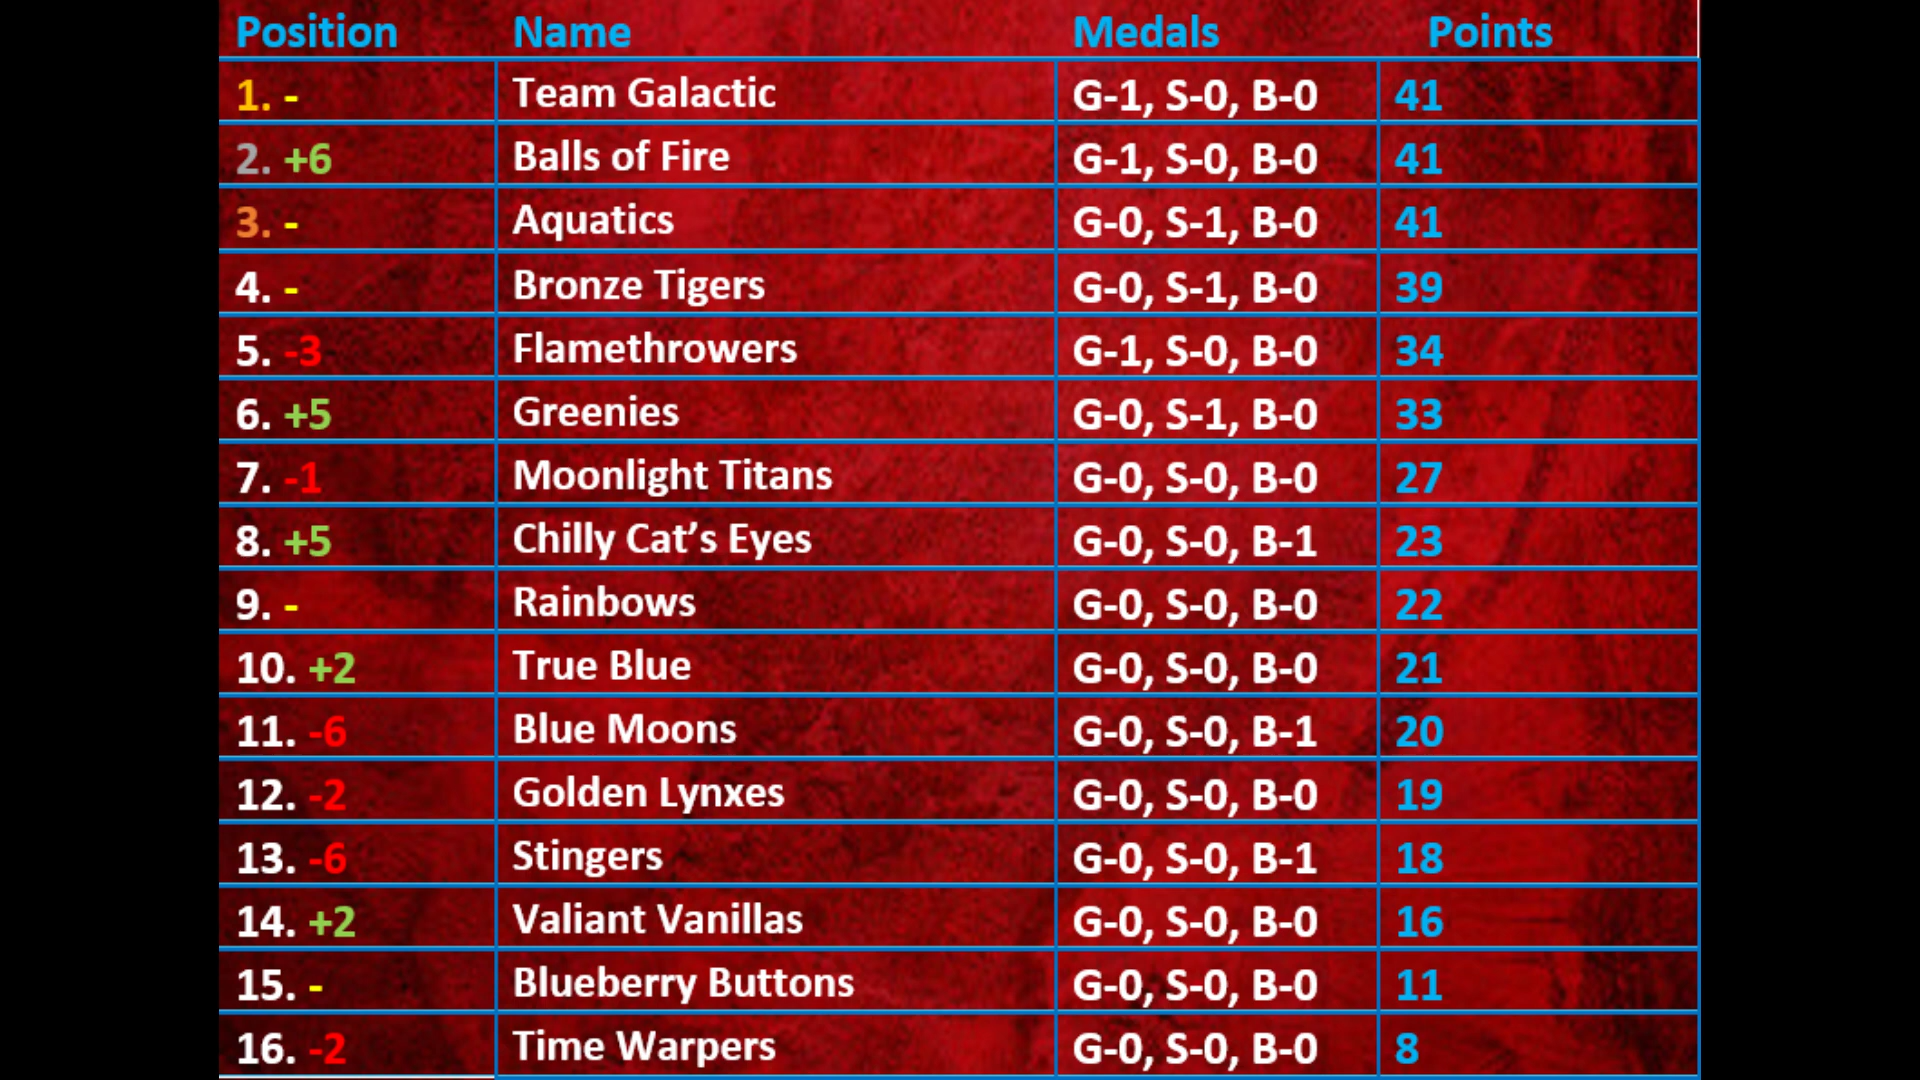 Position Name Medals Points
1. - Team Galactic G-1, S-0, B-0 41
2. +6 Balls of Fire G-1, S-0, B-0 41
3. - Aquatics G-0, S-1, B-0 41
4. - Bronze Tigers G-0, S-1, B-0 39
5. -3 Flamethrowers G-1, S-0, B-0 34
6. +5 Greenies G-0, S-1, B-0 33
7. -1 Moonlight Titans G-0, S-0, B-0 27
8. +5 Chilly Cat’s Eyes G-0, S-0, B-1 23
9. - Rainbows G-0, S-0, B-0 22
10. +2 True Blue G-0, S-0, B-0 21
11. -6 Blue Moons G-0, S-0, B-1 20
12. -2 Golden Lynxes G-0, S-0, B-0 19
13. -6 Stingers G-0, S-0, B-1 18
14. +2 Valiant Vanillas G-0, S-0, B-0 16
15. - Blueberry Buttons G-0, S-0, B-0 11
16. -2 Time Warpers G-0, S-0, B-0 8